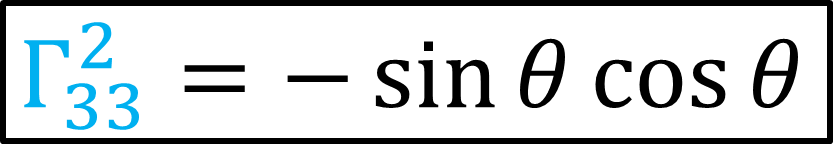 Γ²₃₃ = − sin θ cos θ